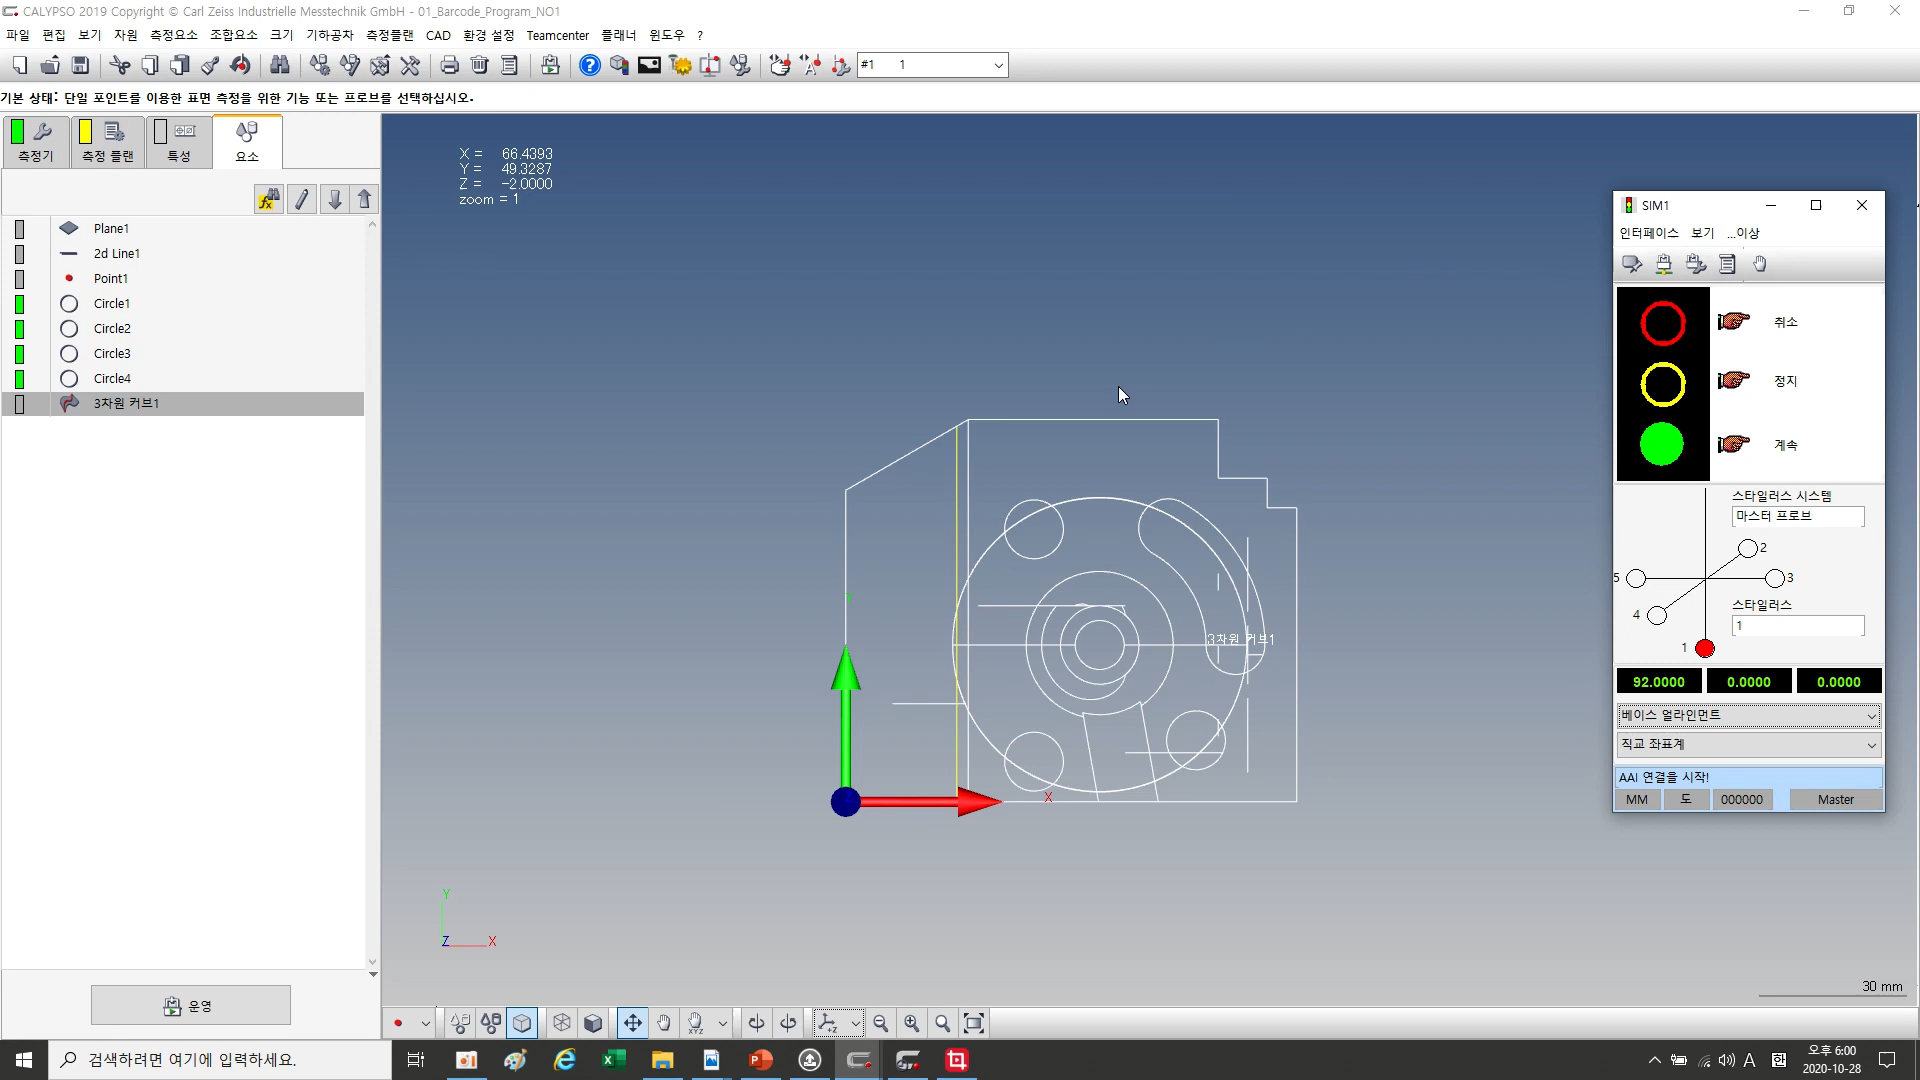 CALYPSO 2019 Copyright © Carl Zeiss Industrielle Messtechnik GmbH - 01_Barcode_Program_NO1
파일 편집 보기 자원 측정요소 조합요소 크기 기하공차 측정플랜 CAD 환경 설정 Teamcenter 플래너 윈도우 ?
#1 1
기본 상태: 단일 포인트를 이용한 표면 측정을 위한 기능 또는 프로브를 선택하십시오.
측정기 측정 플랜 특성 요소
X = 66.4393
Y = 49.3287
Z = -2.0000
zoom = 1
Plane1
2d Line1
Point1
Circle1
Circle2
Circle3
Circle4
3차원 커브1
운영
Y
3차원 커브1
X
Y
Z X
30 mm
SIM1
인터페이스 보기 ...이상
취소
정지
계속
스타일러스 시스템
마스터 프로브
2
5 3
스타일러스
4
1
1
92.0000 0.0000 0.0000
베이스 얼라인먼트
직교 좌표계
AAI 연결을 시작!
MM 도 000000 Master
검색하려면 여기에 입력하세요.
A 한
오후 6:00
2020-10-28